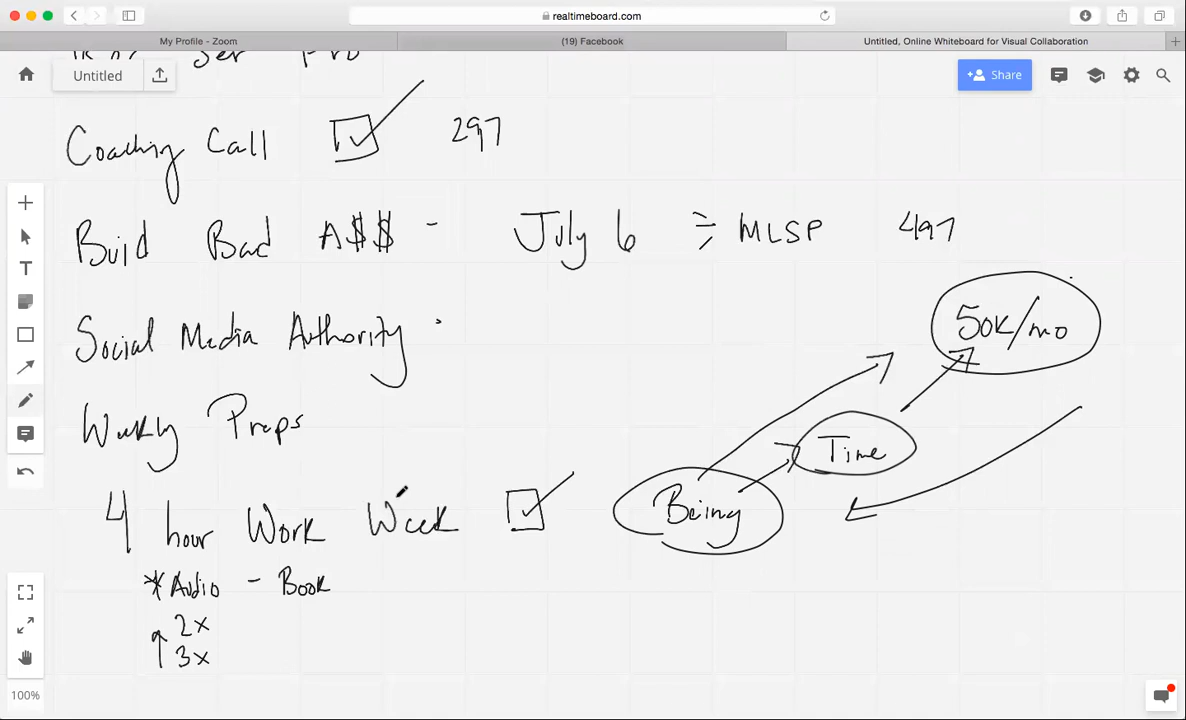 realtimeboard.com
My Profile - Zoom
(19) Facebook
Untitled, Online Whiteboard for Visual Collaboration
Untitled
Share
Pro
Coaching Call 297
Buid Bad A$$ - July 6 MLSP 497
Social Media Authority
50K/mo
Weekly Props
Time
4 hour Work Week
Being
*Audio - Book
2x
3x
100%